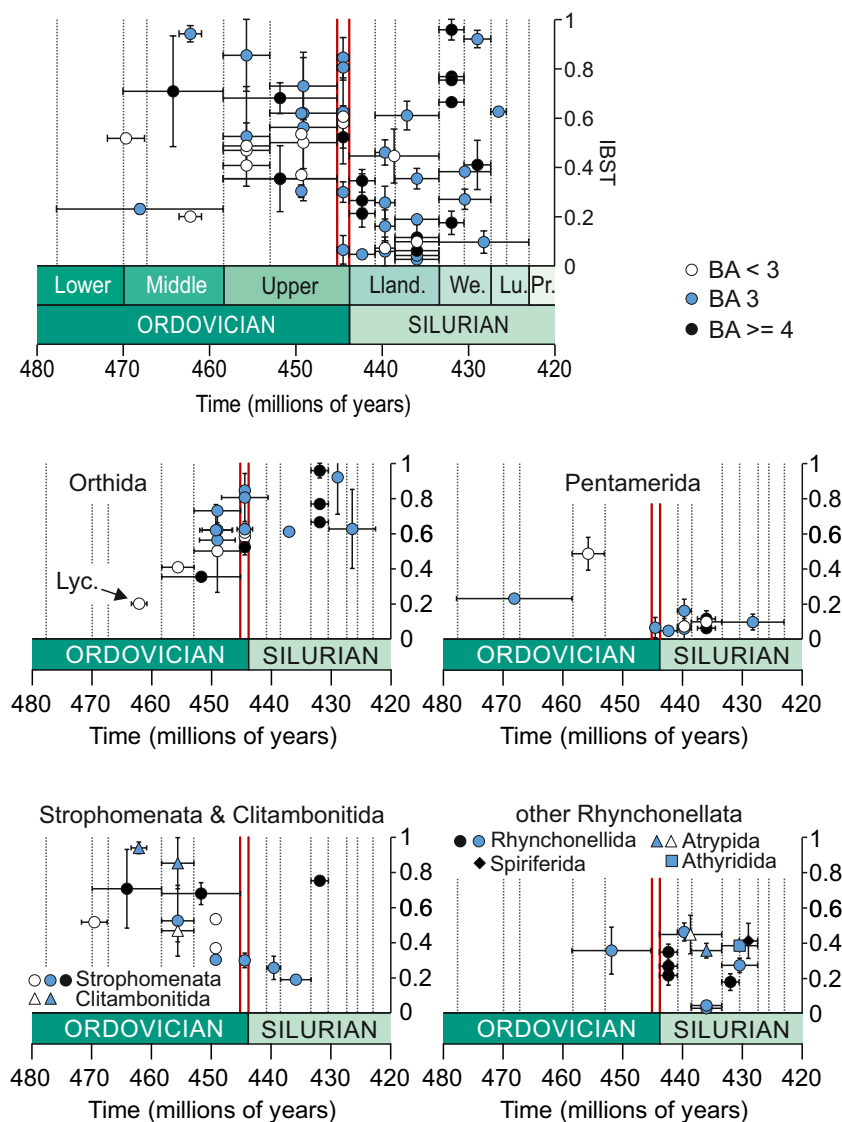 1
0.8
0.6
0.4
0.2
0
IBST
Lower Middle Upper Lland. We. Lu. Pr.
ORDOVICIAN SILURIAN
480 470 460 450 440 430 420
Time (millions of years)
BA < 3
BA 3
BA >= 4
Orthida
Lyc.
1
0.8
0.6
0.4
0.2
0
ORDOVICIAN SILURIAN
480 470 460 450 440 430 420
Time (millions of years)
Pentamerida
1
0.8
0.6
0.4
0.2
0
ORDOVICIAN SILURIAN
480 470 460 450 440 430 420
Time (millions of years)
Strophomenata & Clitambonitida
1
0.8
0.6
0.4
0.2
0
Strophomenata
Clitambonitida
ORDOVICIAN SILURIAN
480 470 460 450 440 430 420
Time (millions of years)
other Rhynchonellata
Rhynchonellida Atrypida
Spiriferida Athyridida
1
0.8
0.6
0.4
0.2
0
ORDOVICIAN SILURIAN
480 470 460 450 440 430 420
Time (millions of years)